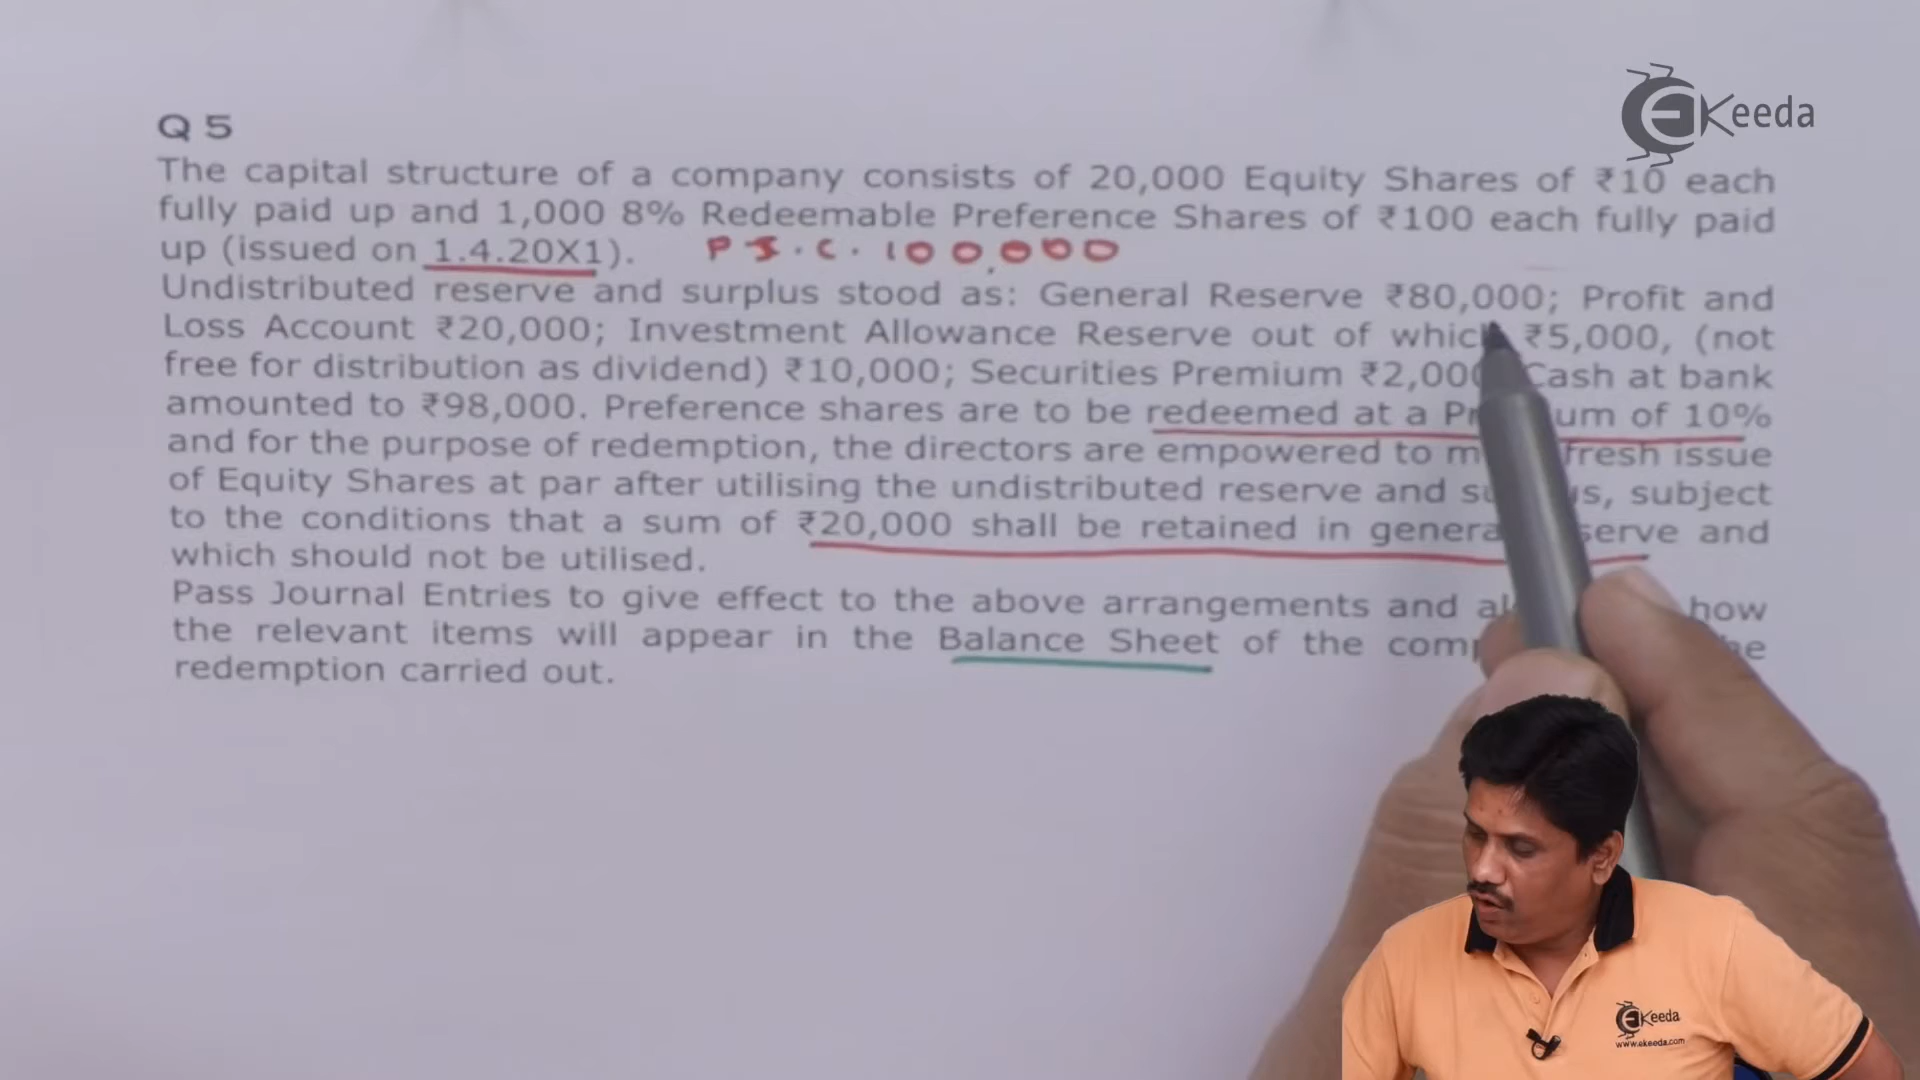 EKeeda
Q 5
The capital structure of a company consists of 20,000 Equity Shares of ₹10 each
fully paid up and 1,000 8% Redeemable Preference Shares of ₹100 each fully paid
up (issued on 1.4.20X1). P S.C. 100,000
Undistributed reserve and surplus stood as: General Reserve ₹80,000; Profit and
Loss Account ₹20,000; Investment Allowance Reserve out of which ₹5,000, (not
free for distribution as dividend) ₹10,000; Securities Premium ₹2,000 Cash at bank
amounted to ₹98,000. Preference shares are to be redeemed at a of 10%
and for the purpose of redemption, the directors are empowered to fresh issue
of Equity Shares at par after utilising the undistributed reserve and subject
to the conditions that a sum of ₹20,000 shall be retained in general and
which should not be utilised.
Pass Journal Entries to give effect to the above arrangements and
the relevant items will appear in the Balance Sheet of the
redemption carried out.
EKeeda
www.ekeeda.com